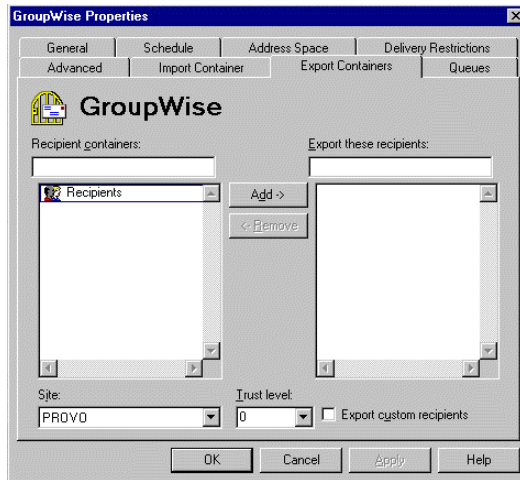 GroupWise Properties
General Schedule Address Space Delivery Restrictions
Advanced Import Container Export Containers Queues
GroupWise
Recipient containers: Export these recipients:
Recipients
Add ->
<- Remove
Site: Trust level:
PROVO 0 Export custom recipients
OK Cancel Apply Help